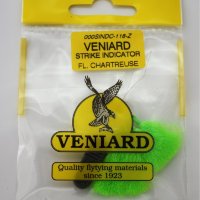 000SINDC-116-Z
VENIARD
STRIKE INDICATOR
FL. CHARTREUSE
VENIARD
Quality flytying materials
since 1923